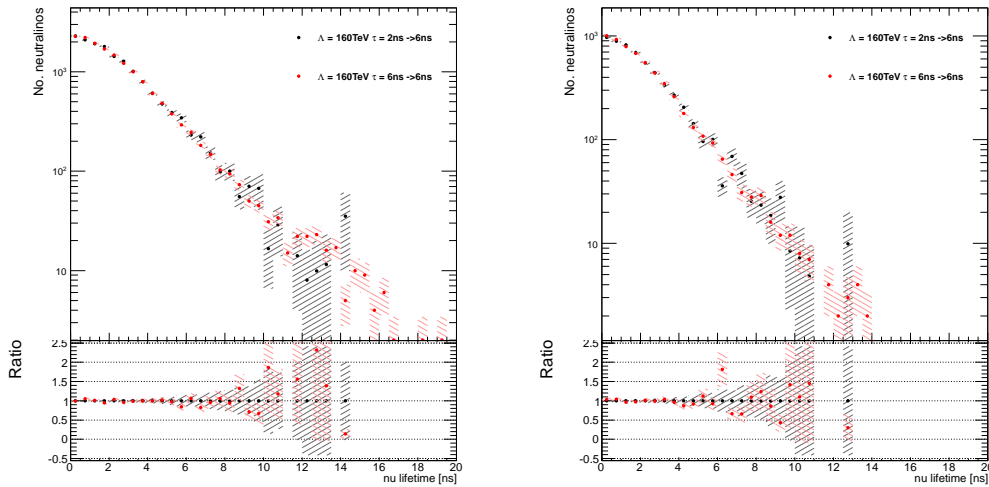 No. neutralinos
Λ = 160TeV τ = 2ns ->6ns
Λ = 160TeV τ = 6ns ->6ns
10³
10²
10
Ratio
2.5
2
1.5
1
0.5
0
-0.5
0 2 4 6 8 10 12 14 16 18 20
nu lifetime [ns]
No. neutralinos
Λ = 160TeV τ = 2ns ->6ns
Λ = 160TeV τ = 6ns ->6ns
10³
10²
10
Ratio
2.5
2
1.5
1
0.5
0
-0.5
0 2 4 6 8 10 12 14 16 18 20
nu lifetime [ns]